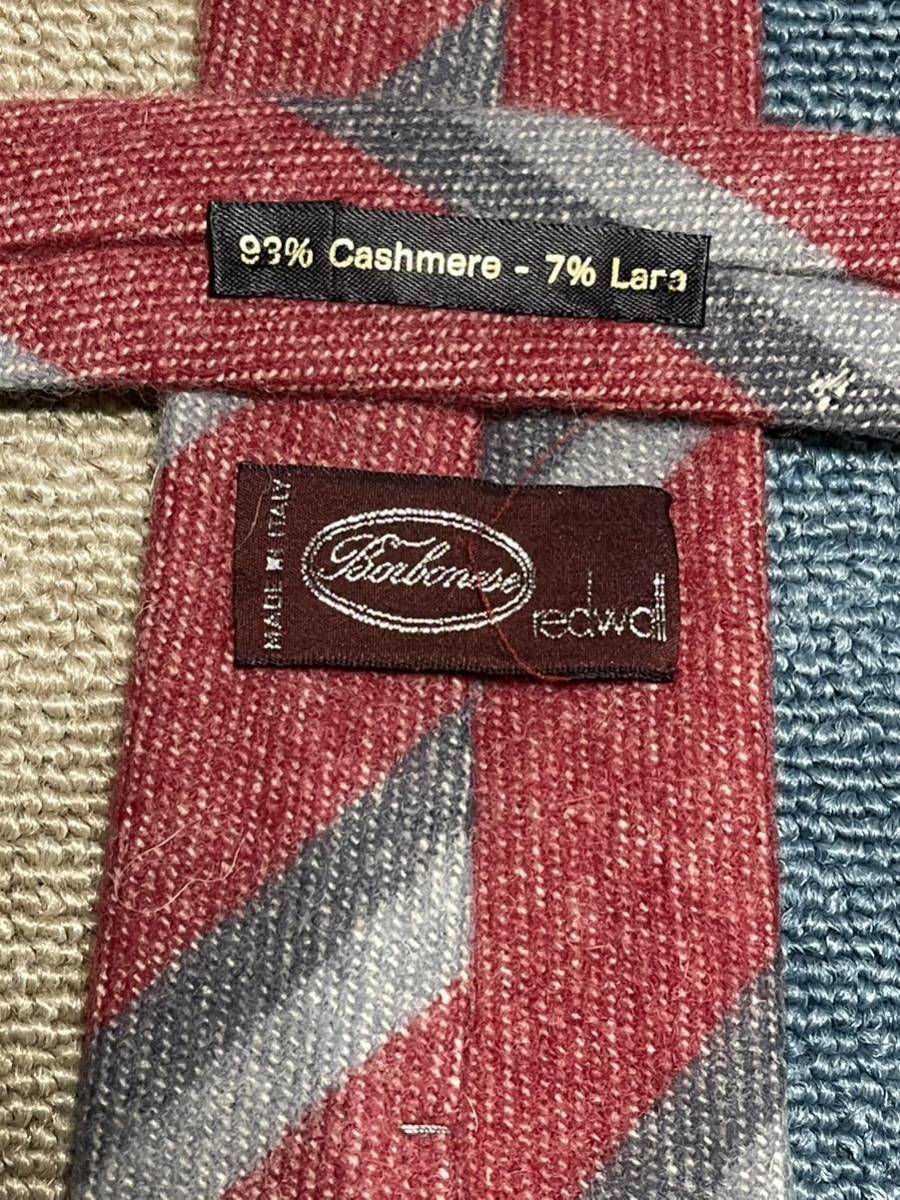 93% Cashmere - 7% Lana
MADE IN ITALY
Borbonese
redwall